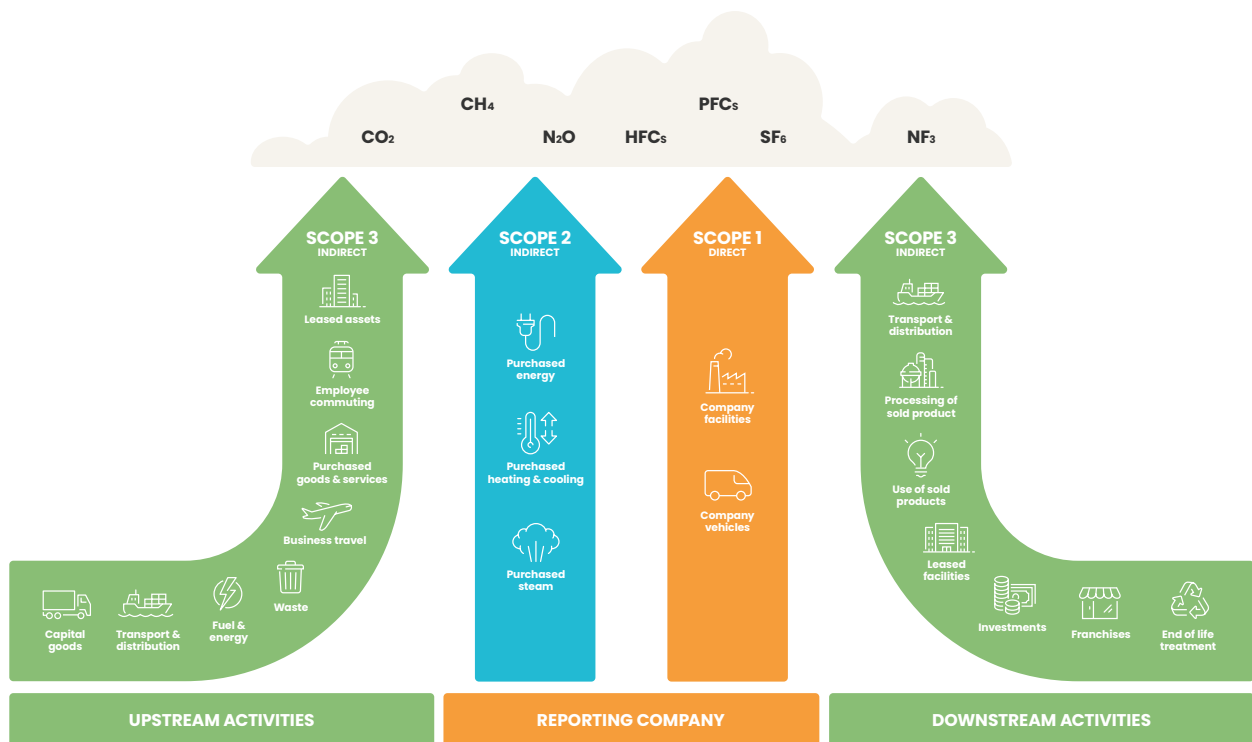 CH₄
PFCs
CO₂
N₂O
HFCs
SF₆
NF₃
SCOPE 3
INDIRECT
Leased assets
Employee
commuting
Purchased
goods & services
Business travel
Waste
Fuel &
energy
Transport &
distribution
Capital
goods
SCOPE 2
INDIRECT
Purchased
energy
Purchased
heating & cooling
Purchased
steam
SCOPE 1
DIRECT
Company
facilities
Company
vehicles
SCOPE 3
INDIRECT
Transport &
distribution
Processing of
sold product
Use of sold
products
Leased
facilities
Investments
Franchises
End of life
treatment
UPSTREAM ACTIVITIES
REPORTING COMPANY
DOWNSTREAM ACTIVITIES